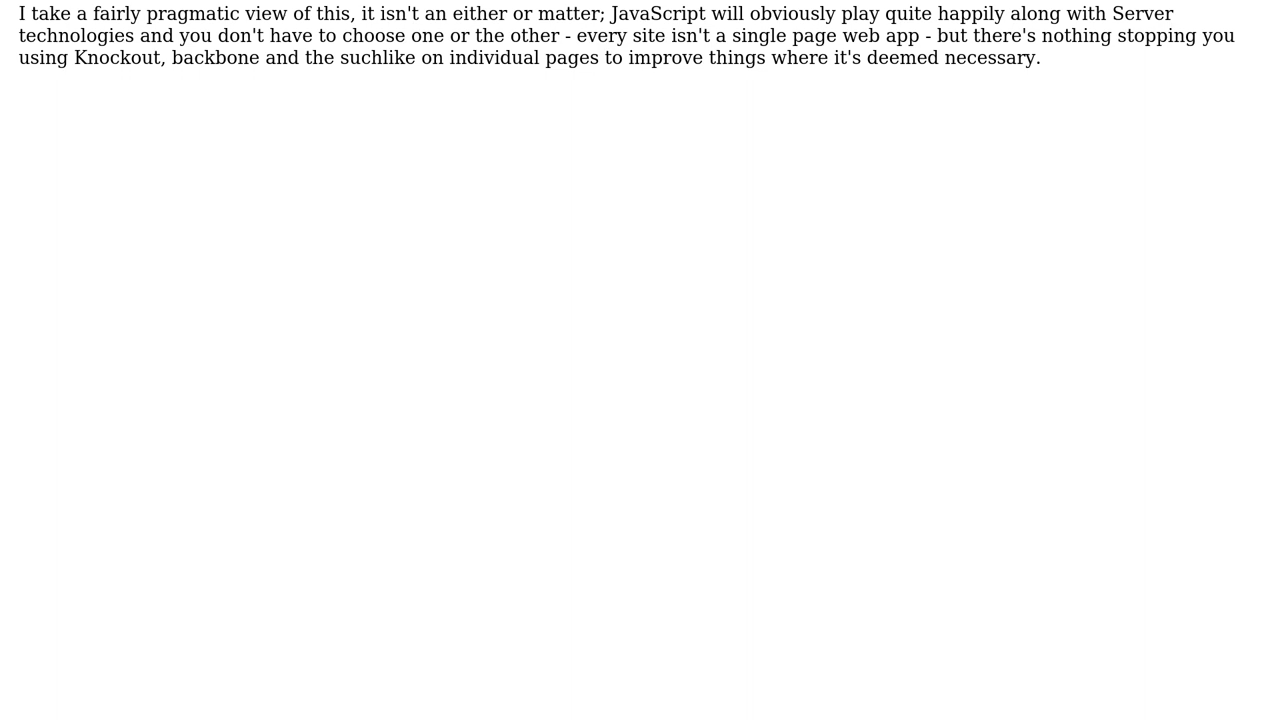 I take a fairly pragmatic view of this, it isn't an either or matter; JavaScript will obviously play quite happily along with Server
technologies and you don't have to choose one or the other - every site isn't a single page web app - but there's nothing stopping you
using Knockout, backbone and the suchlike on individual pages to improve things where it's deemed necessary.